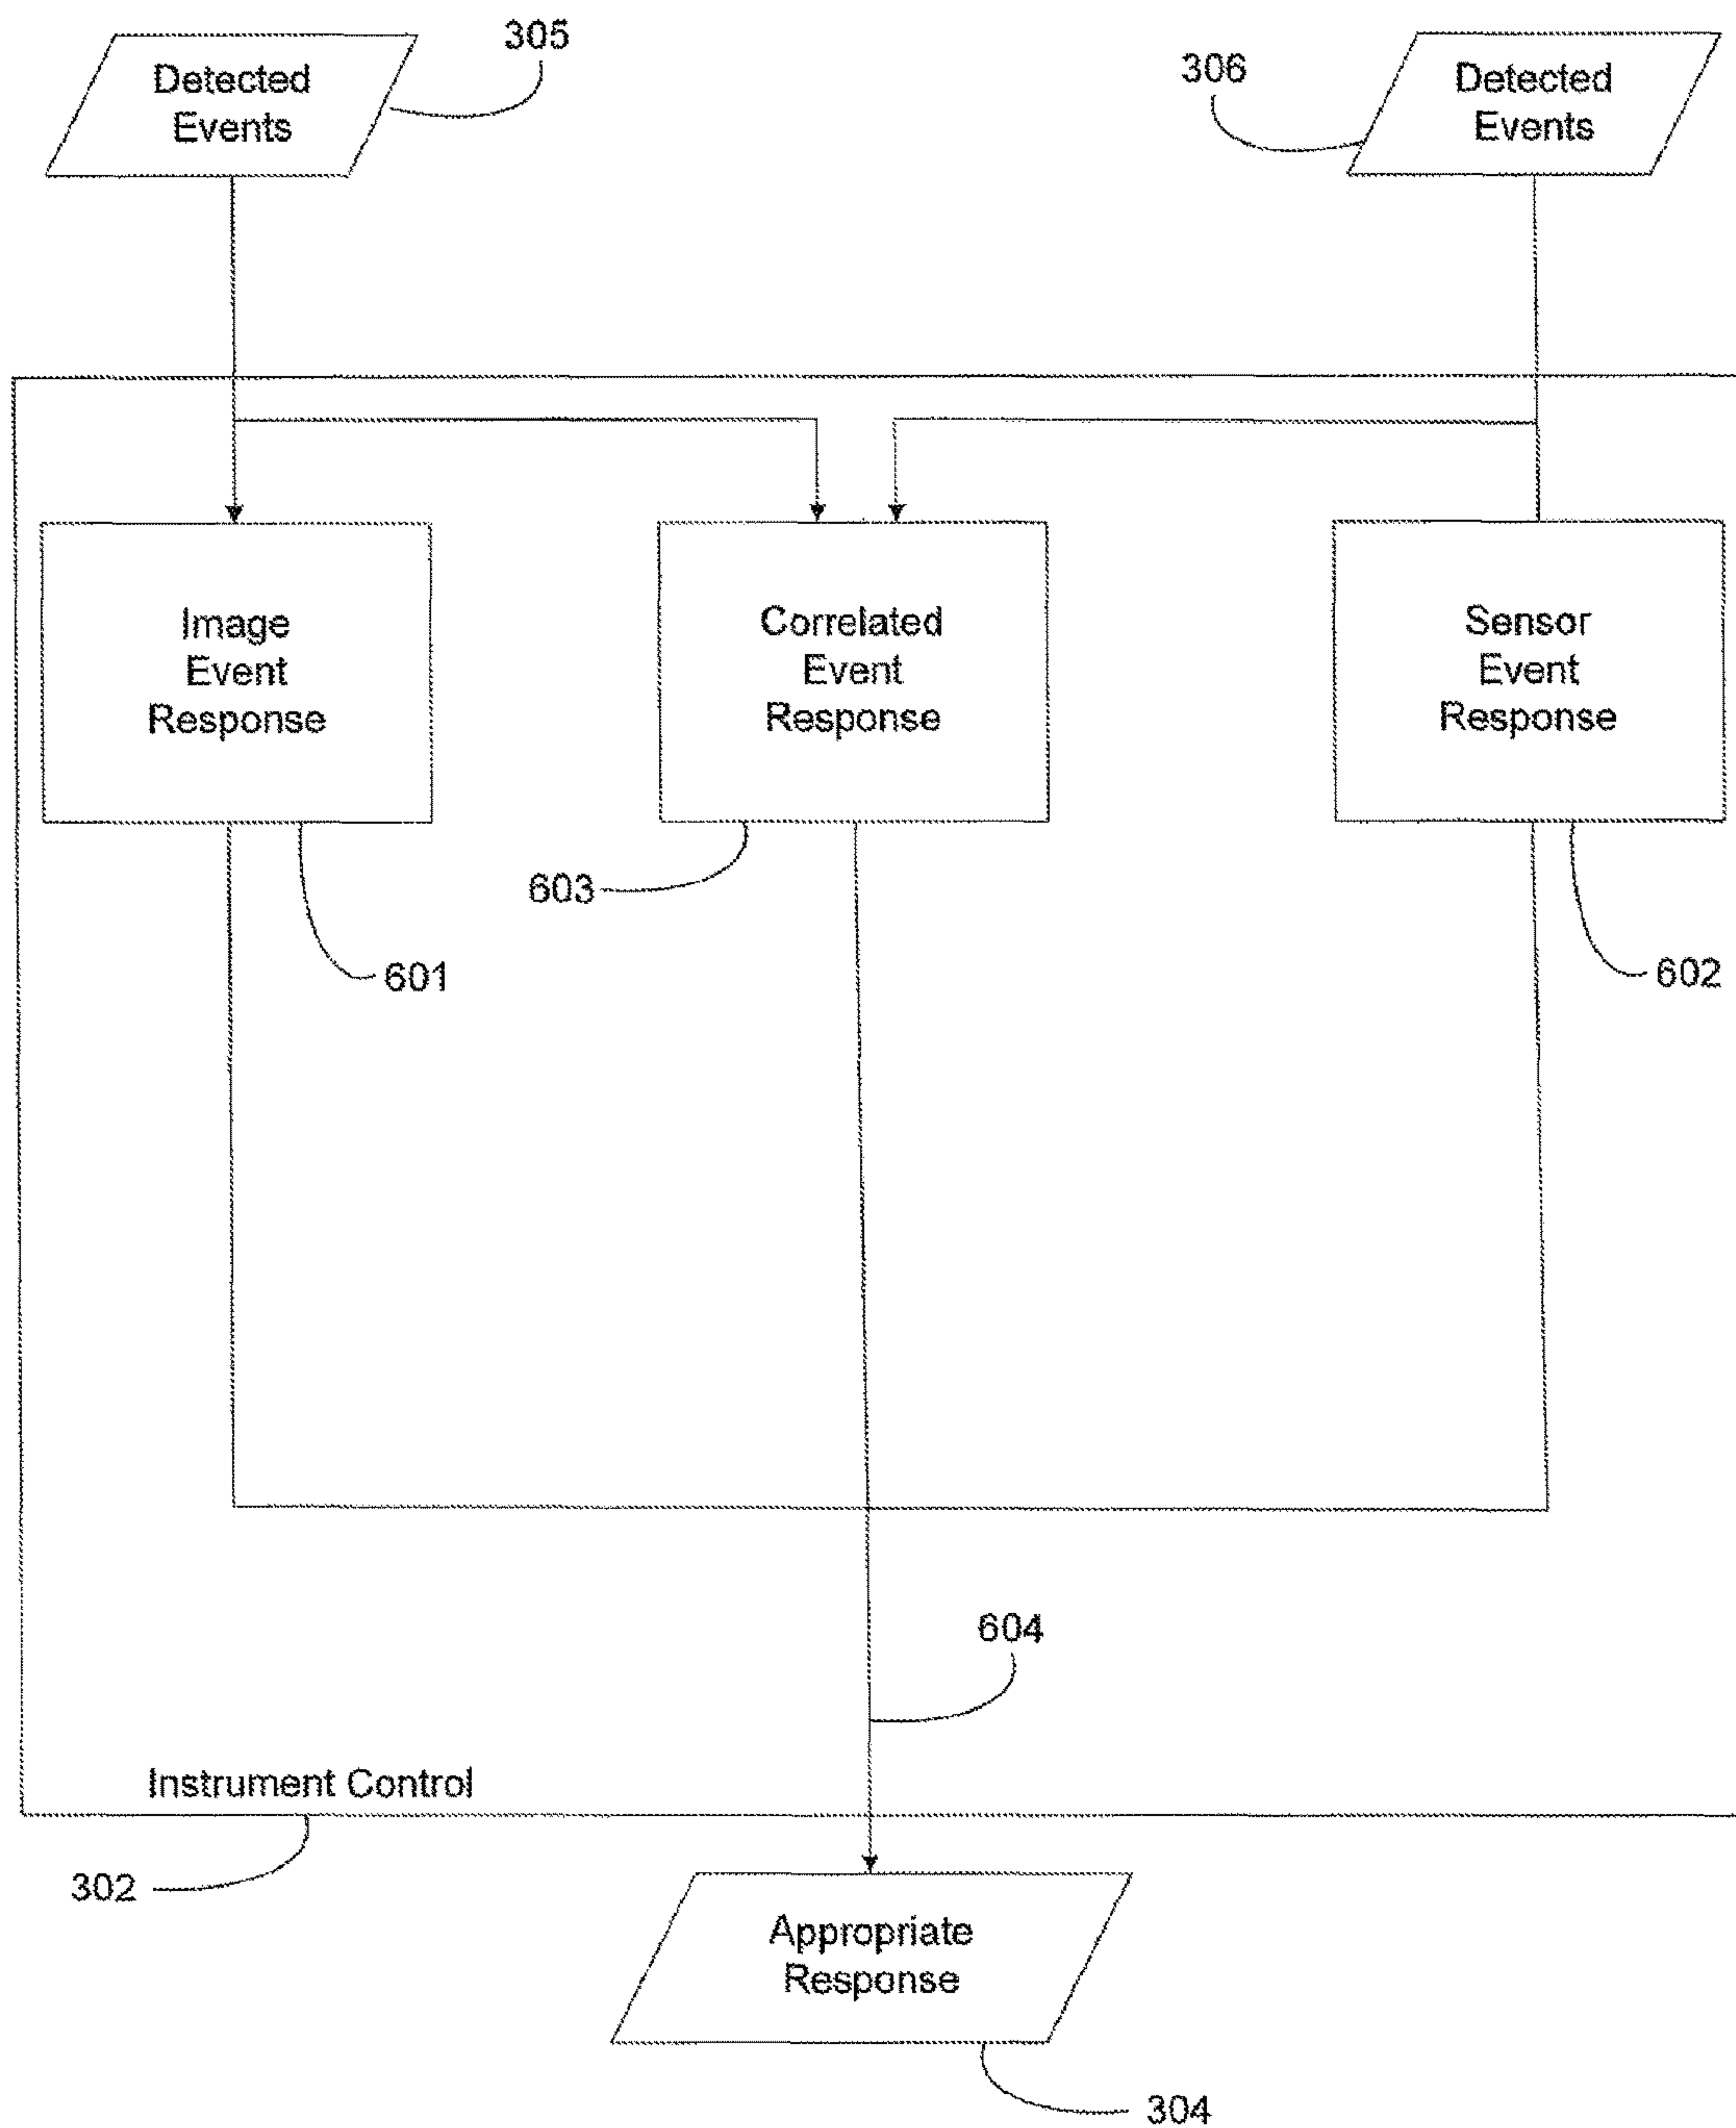 305
Detected
Events
306
Detected
Events
Image
Event
Response
Correlated
Event
Response
Sensor
Event
Response
603
601
602
604
Instrument Control
302
Appropriate
Response
304